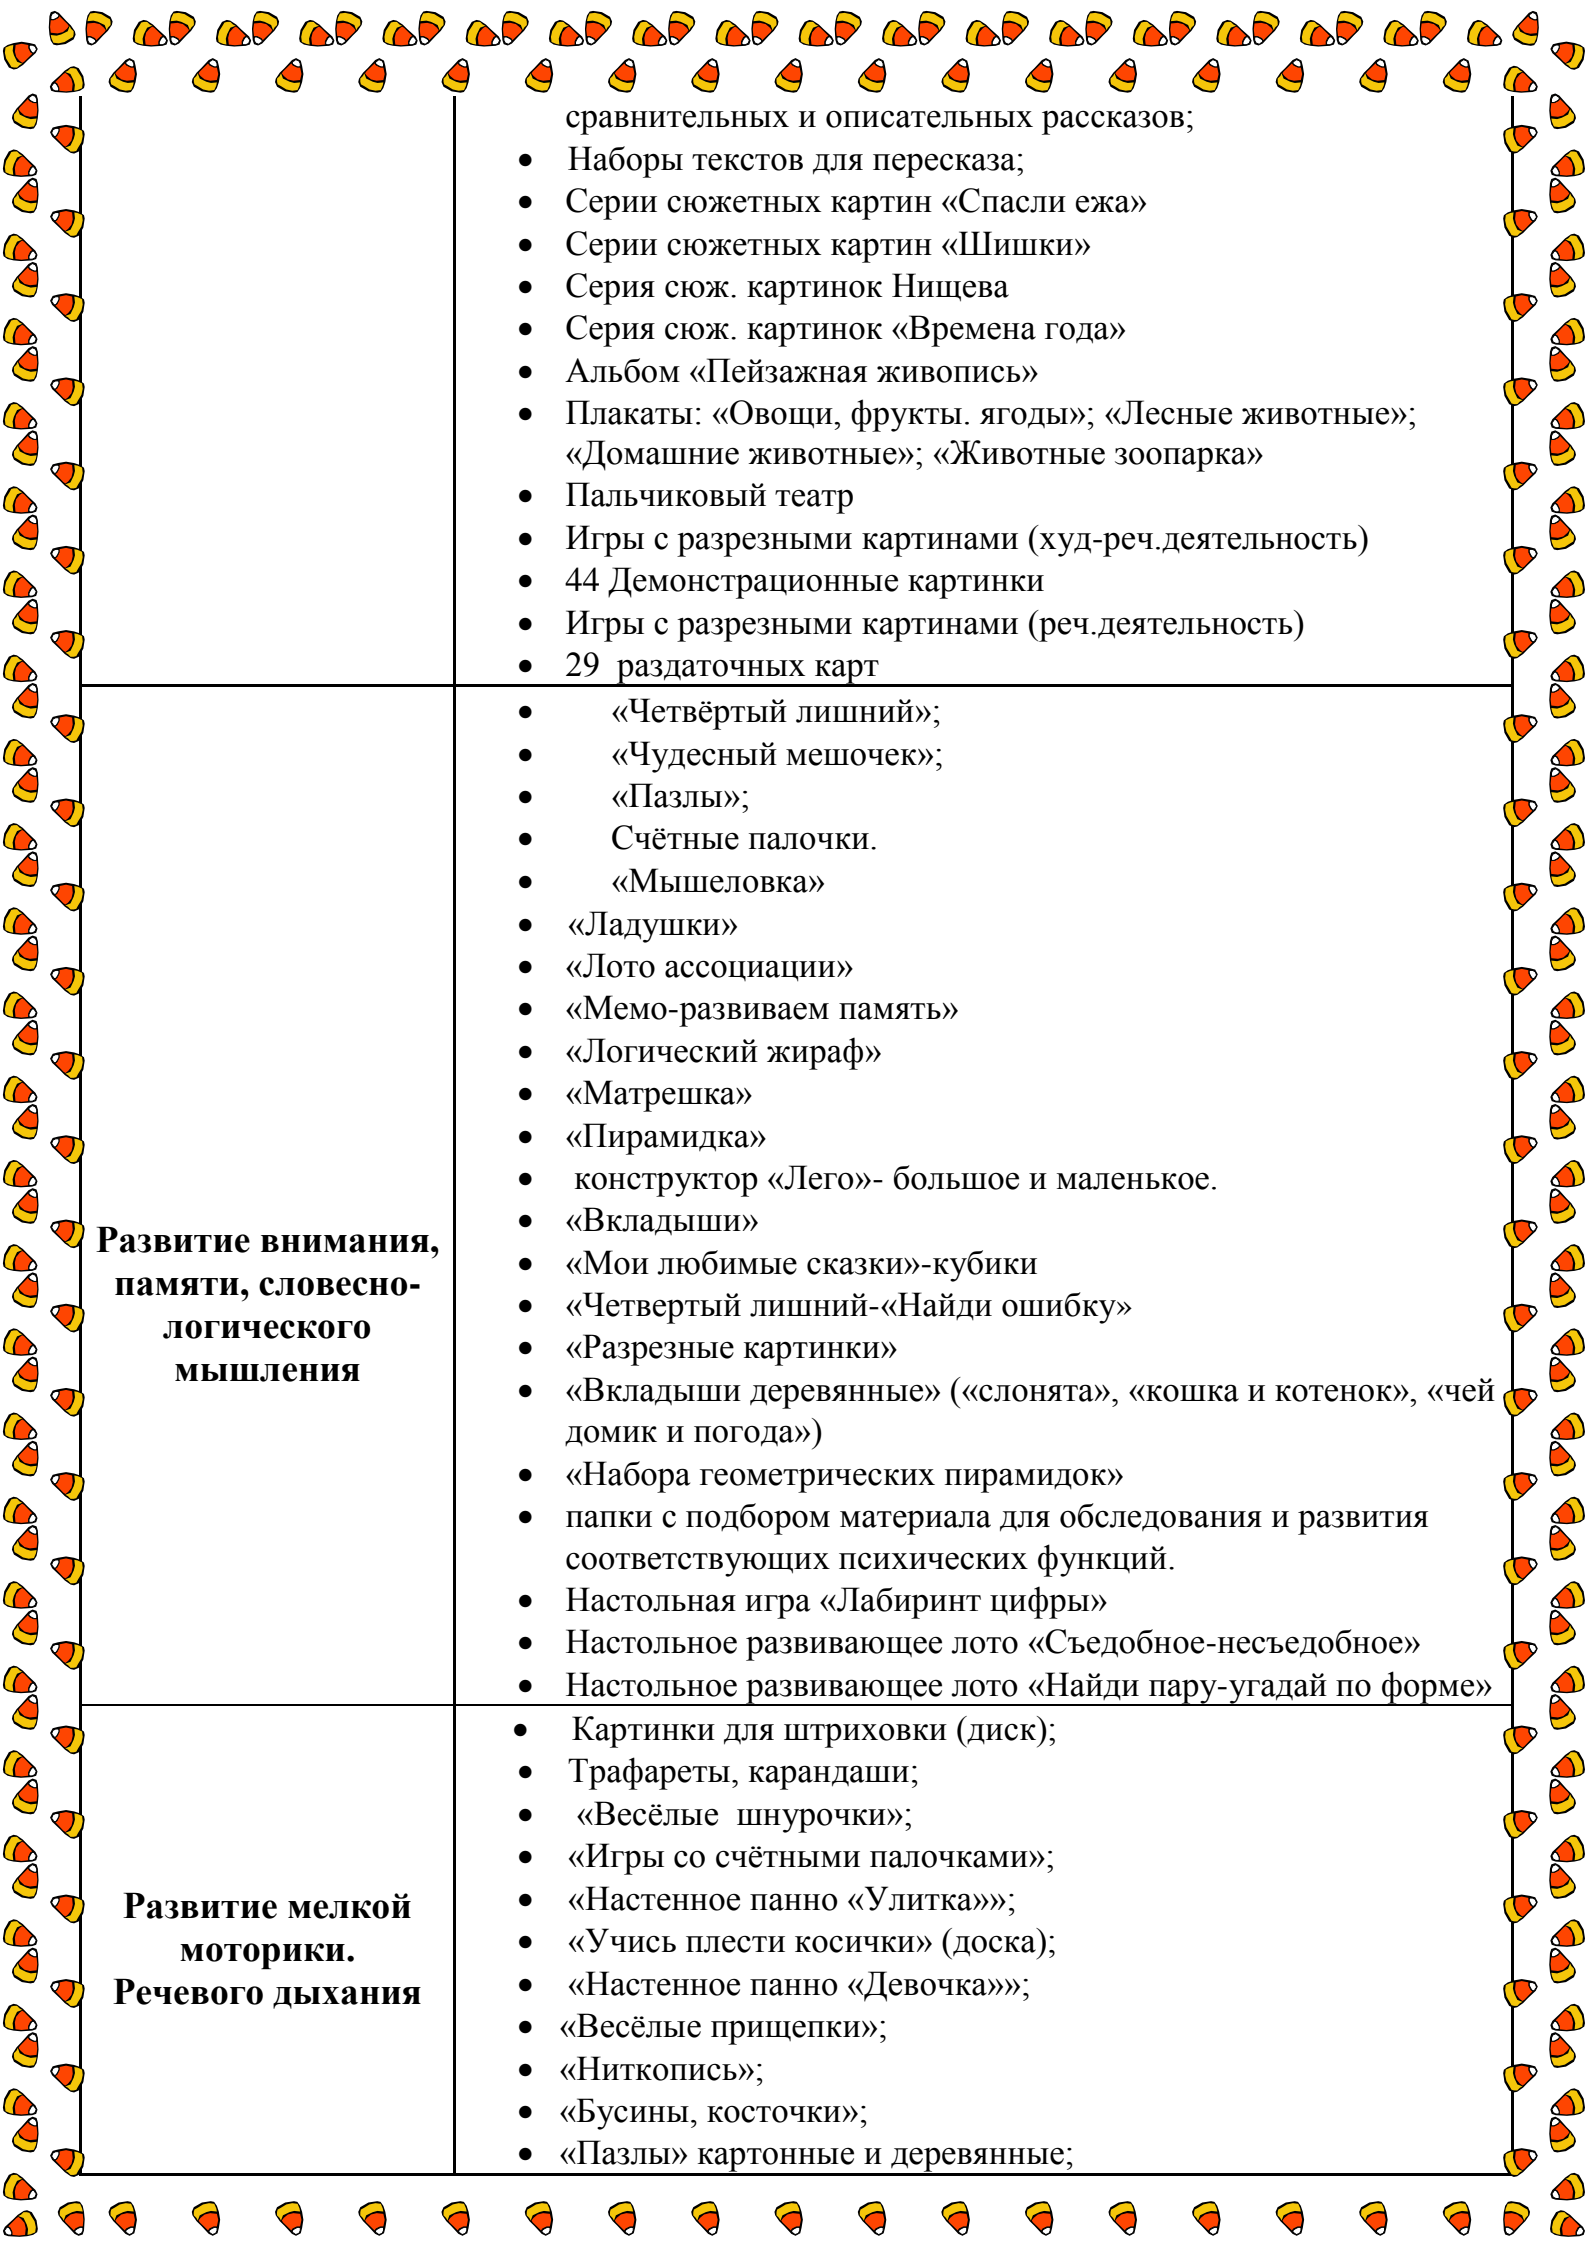 сравнительных и описательных рассказов;
• Наборы текстов для пересказа;
• Серии сюжетных картин «Спасли ежа»
• Серии сюжетных картин «Шишки»
• Серия сюж. картинок Нищева
• Серия сюж. картинок «Времена года»
• Альбом «Пейзажная живопись»
• Плакаты: «Овощи, фрукты. ягоды»; «Лесные животные»;
«Домашние животные»; «Животные зоопарка»
• Пальчиковый театр
• Игры с разрезными картинами (худ-реч.деятельность)
• 44 Демонстрационные картинки
• Игры с разрезными картинами (реч.деятельность)
• 29 раздаточных карт
Развитие внимания,
памяти, словесно-
логического
мышления
• «Четвёртый лишний»;
• «Чудесный мешочек»;
• «Пазлы»;
• Счётные палочки.
• «Мышеловка»
• «Ладушки»
• «Лото ассоциации»
• «Мемо-развиваем память»
• «Логический жираф»
• «Матрешка»
• «Пирамидка»
• конструктор «Лего»- большое и маленькое.
• «Вкладыши»
• «Мои любимые сказки»-кубики
• «Четвертый лишний-«Найди ошибку»
• «Разрезные картинки»
• «Вкладыши деревянные» («слонята», «кошка и котенок», «чей
домик и погода»)
• «Набора геометрических пирамидок»
• папки с подбором материала для обследования и развития
соответствующих психических функций.
• Настольная игра «Лабиринт цифры»
• Настольное развивающее лото «Съедобное-несъедобное»
• Настольное развивающее лото «Найди пару-угадай по форме»
Развитие мелкой
моторики.
Речевого дыхания
• Картинки для штриховки (диск);
• Трафареты, карандаши;
• «Весёлые шнурочки»;
• «Игры со счётными палочками»;
• «Настенное панно «Улитка»»;
• «Учись плести косички» (доска);
• «Настенное панно «Девочка»»;
• «Весёлые прищепки»;
• «Ниткопись»;
• «Бусины, косточки»;
• «Пазлы» картонные и деревянные;